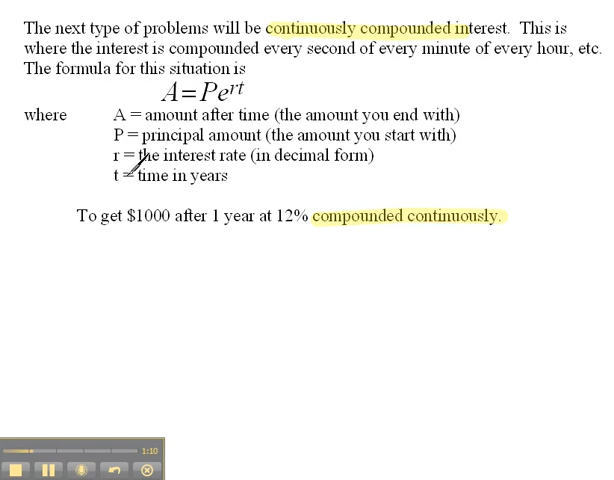 The next type of problems will be continuously compounded interest. This is
where the interest is compounded every second of every minute of every hour, etc.
The formula for this situation is
A=Pe^{rt}
where A = amount after time (the amount you end with)
P = principal amount (the amount you start with)
r = the interest rate (in decimal form)
t = time in years
To get $1000 after 1 year at 12% compounded continuously.
1:10